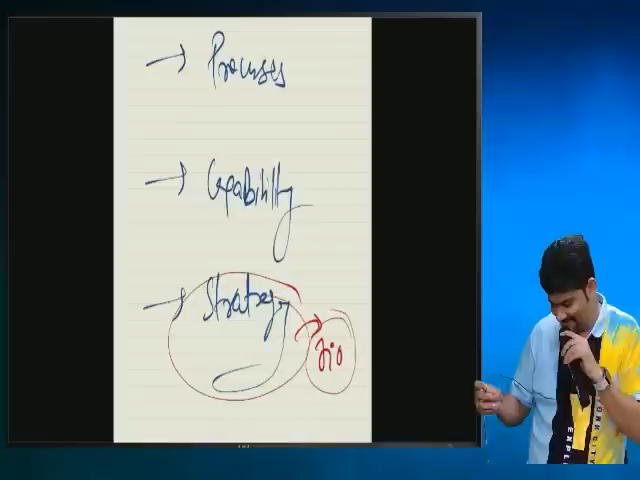 → Processes
→ Capability
→ Strategy → Jio